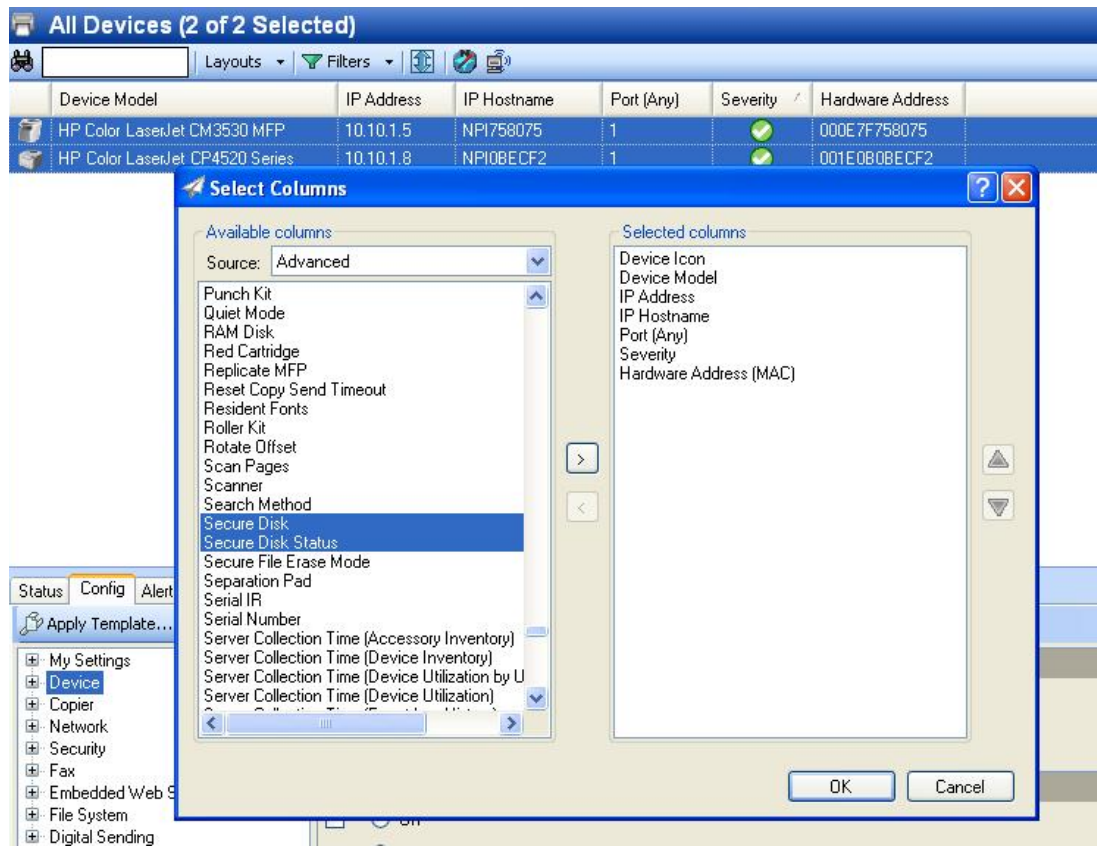 All Devices (2 of 2 Selected)
Layouts Filters
Device Model IP Address IP Hostname Port (Any) Severity Hardware Address
HP Color LaserJet CM3530 MFP 10.10.1.5 NPI758075 1 000E7F758075
HP Color LaserJet CP4520 Series 10.10.1.8 NPI0BECF2 1 001E0B0BECF2
Select Columns
Available columns
Source: Advanced
Punch Kit
Quiet Mode
RAM Disk
Red Cartridge
Replicate MFP
Reset Copy Send Timeout
Resident Fonts
Roller Kit
Rotate Offset
Scan Pages
Scanner
Search Method
Secure Disk
Secure Disk Status
Secure File Erase Mode
Separation Pad
Serial IR
Serial Number
Server Collection Time (Accessory Inventory)
Server Collection Time (Device Inventory)
Server Collection Time (Device Utilization by U
Server Collection Time (Device Utilization)
>
<
Selected columns
Device Icon
Device Model
IP Address
IP Hostname
Port (Any)
Severity
Hardware Address (MAC)
OK Cancel
Status Config Alert
Apply Template...
My Settings
Device
Copier
Network
Security
Fax
Embedded Web S
File System
Digital Sending